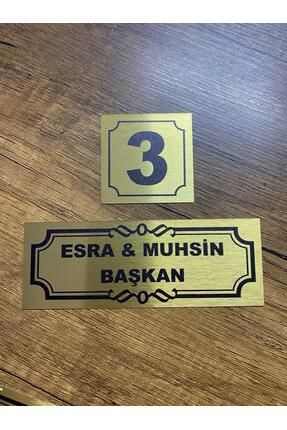 3
ESRA & MUHSİN
BAŞKAN